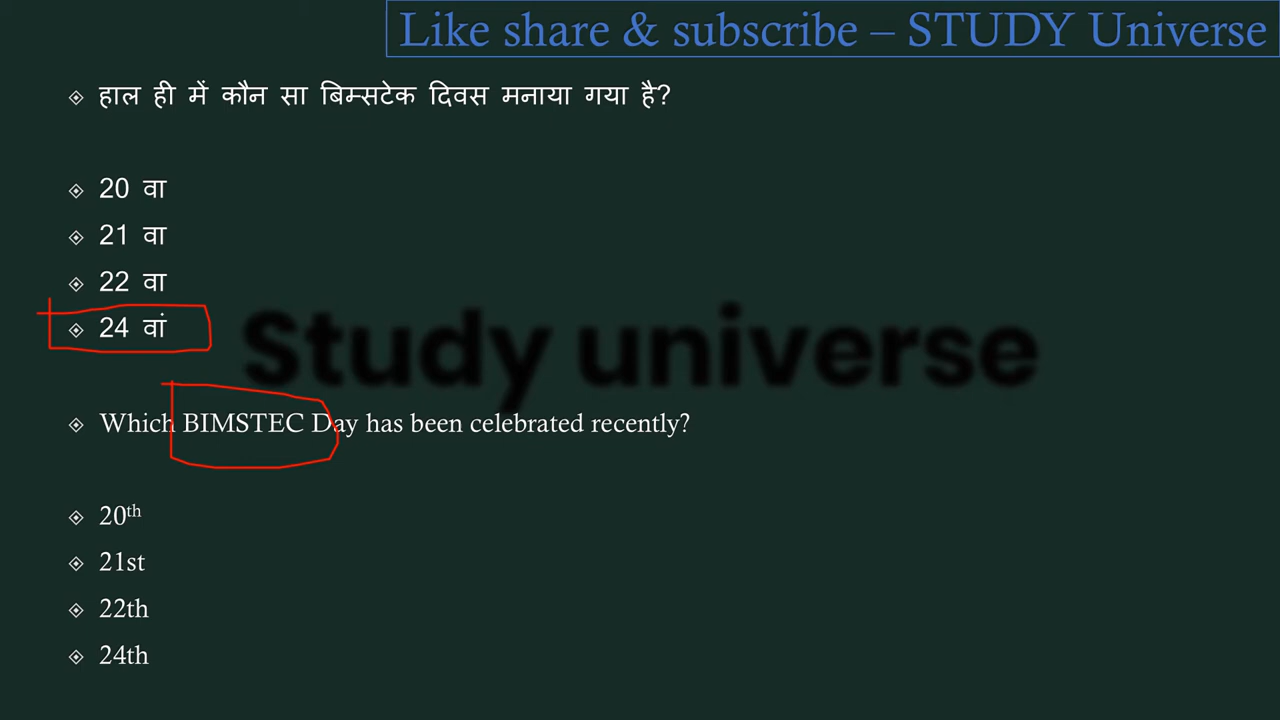 Like share & subscribe – STUDY Universe
हाल ही में कौन सा बिम्सटेक दिवस मनाया गया है?
20 वा
21 वा
22 वा
24 वां
Study universe
Which BIMSTEC Day has been celebrated recently?
20th
21st
22th
24th